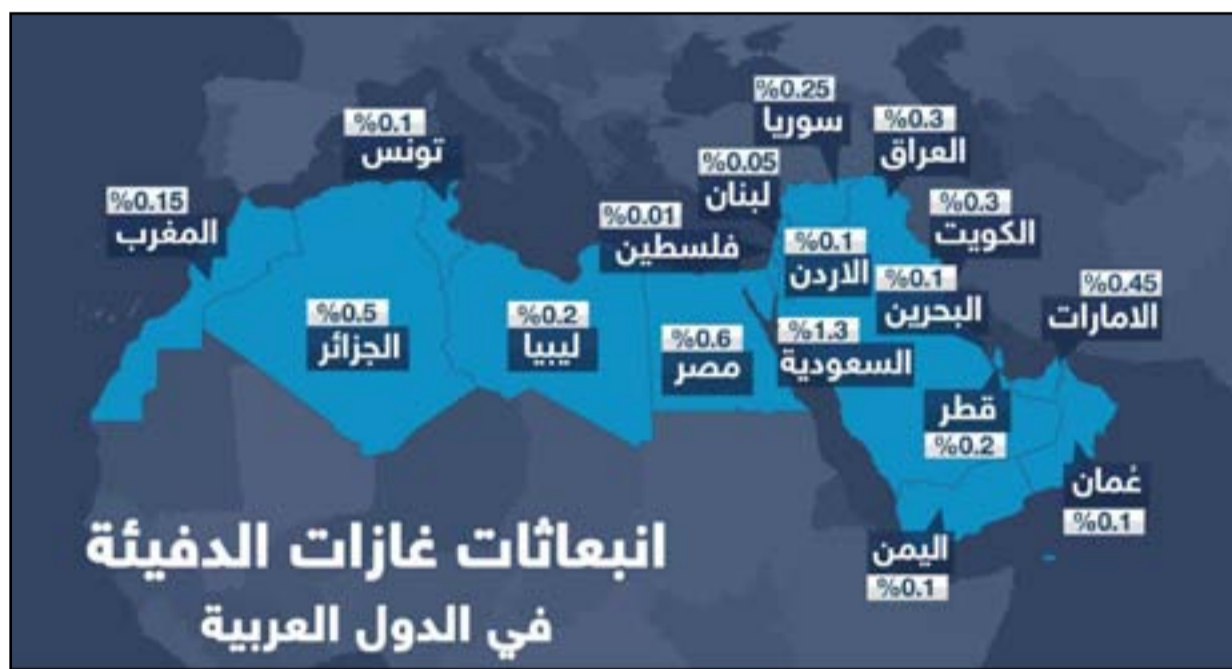 %0.25
سوريا
%0.3
العراق
%0.1
تونس
%0.05
لبنان
%0.15
المغرب
%0.01
فلسطين
%0.3
الكويت
%0.1
الاردن
%0.1
البحرين
%0.45
الامارات
%0.5
الجزائر
%0.2
ليبيا
%0.6
مصر
%1.3
السعودية
قطر
%0.2
عُمان
%0.1
اليمن
%0.1
انبعاثات غازات الدفيئة
في الدول العربية